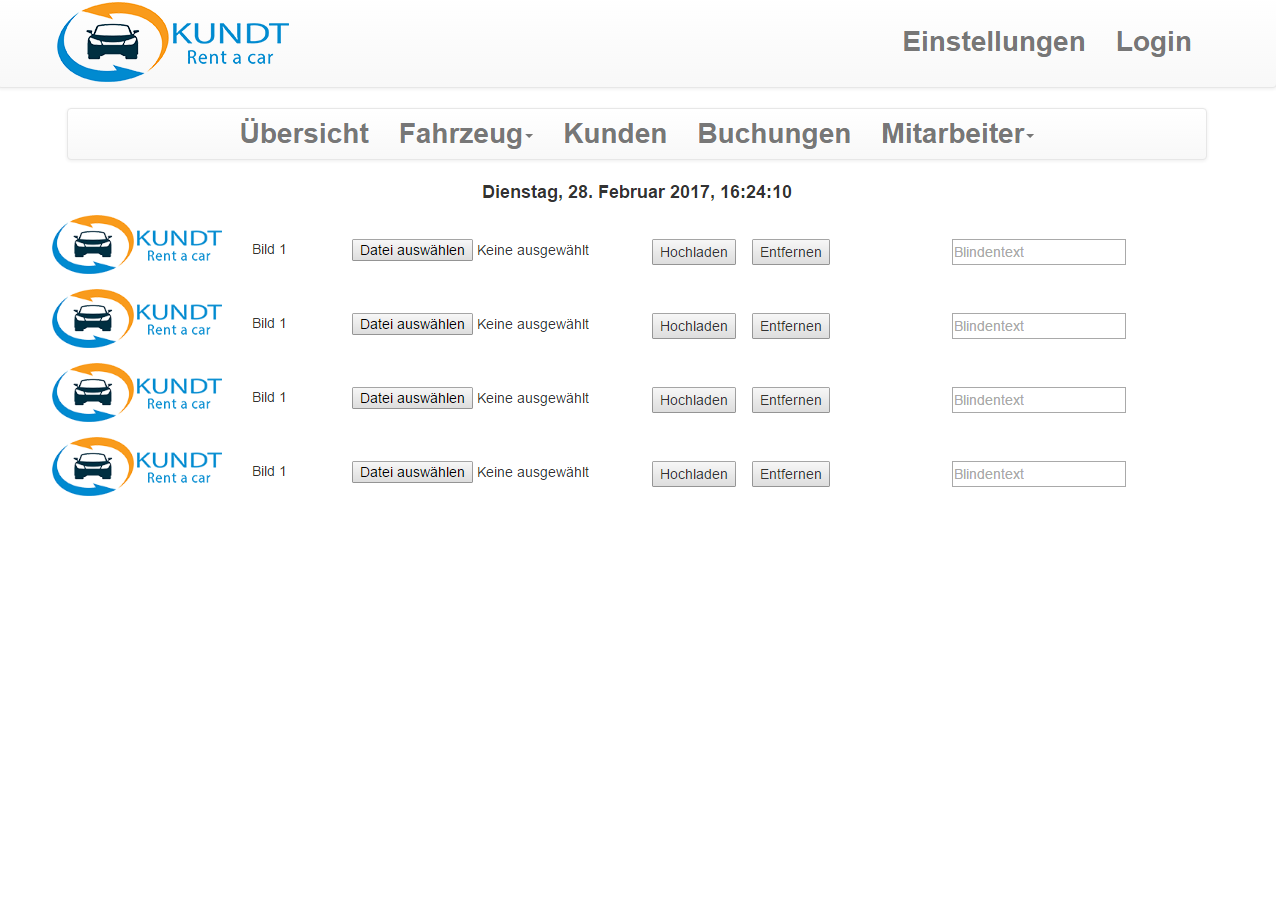 KUNDT
Rent a car
Einstellungen Login
Übersicht Fahrzeug Kunden Buchungen Mitarbeiter
Dienstag, 28. Februar 2017, 16:24:10
KUNDT
Rent a car
Bild 1 Datei auswählen Keine ausgewählt Hochladen Entfernen Blindentext
KUNDT
Rent a car
Bild 1 Datei auswählen Keine ausgewählt Hochladen Entfernen Blindentext
KUNDT
Rent a car
Bild 1 Datei auswählen Keine ausgewählt Hochladen Entfernen Blindentext
KUNDT
Rent a car
Bild 1 Datei auswählen Keine ausgewählt Hochladen Entfernen Blindentext